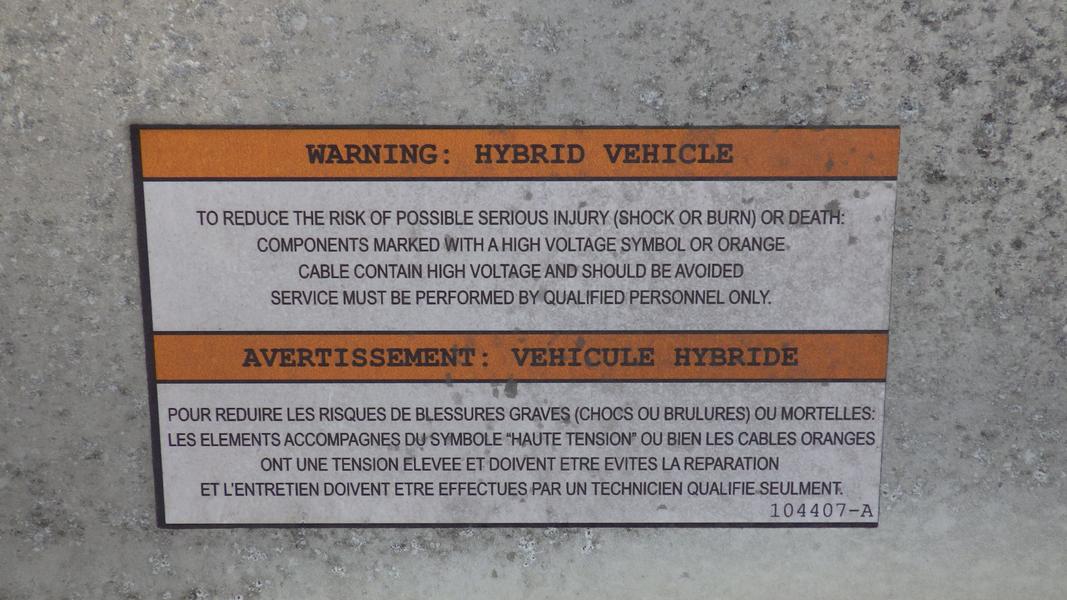 WARNING: HYBRID VEHICLE
TO REDUCE THE RISK OF POSSIBLE SERIOUS INJURY (SHOCK OR BURN) OR DEATH:
COMPONENTS MARKED WITH A HIGH VOLTAGE SYMBOL OR ORANGE
CABLE CONTAIN HIGH VOLTAGE AND SHOULD BE AVOIDED
SERVICE MUST BE PERFORMED BY QUALIFIED PERSONNEL ONLY.
AVERTISSEMENT: VEHICULE HYBRIDE
POUR REDUIRE LES RISQUES DE BLESSURES GRAVES (CHOCS OU BRULURES) OU MORTELLES:
LES ELEMENTS ACCOMPAGNES DU SYMBOLE “HAUTE TENSION” OU BIEN LES CABLES ORANGES
ONT UNE TENSION ELEVEE ET DOIVENT ETRE EVITES LA REPARATION
ET L'ENTRETIEN DOIVENT ETRE EFFECTUES PAR UN TECHNICIEN QUALIFIE SEULMENT.
104407-A